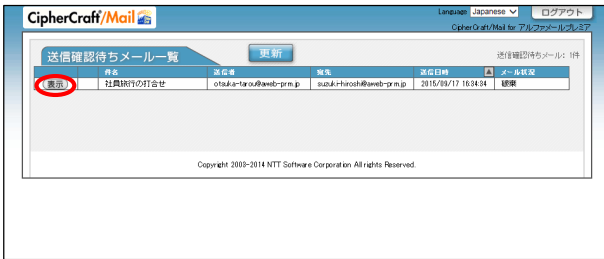 CipherCraft/Mail
Language Japanese ログアウト
CipherCraft/Mail for アルファメールプレミア
送信確認待ちメール一覧
更新
送信確認待ちメール: 1件
件名 送信者 宛先 送信日時 ▲ メール状況
表示 社員旅行の打合せ otsuka-tarou@aweb-prm.jp suzuki-hiroshi@aweb-prm.jp 2015/09/17 16:34:34 破棄
Copyright 2003-2014 NTT Software Corporation All rights Reserved.